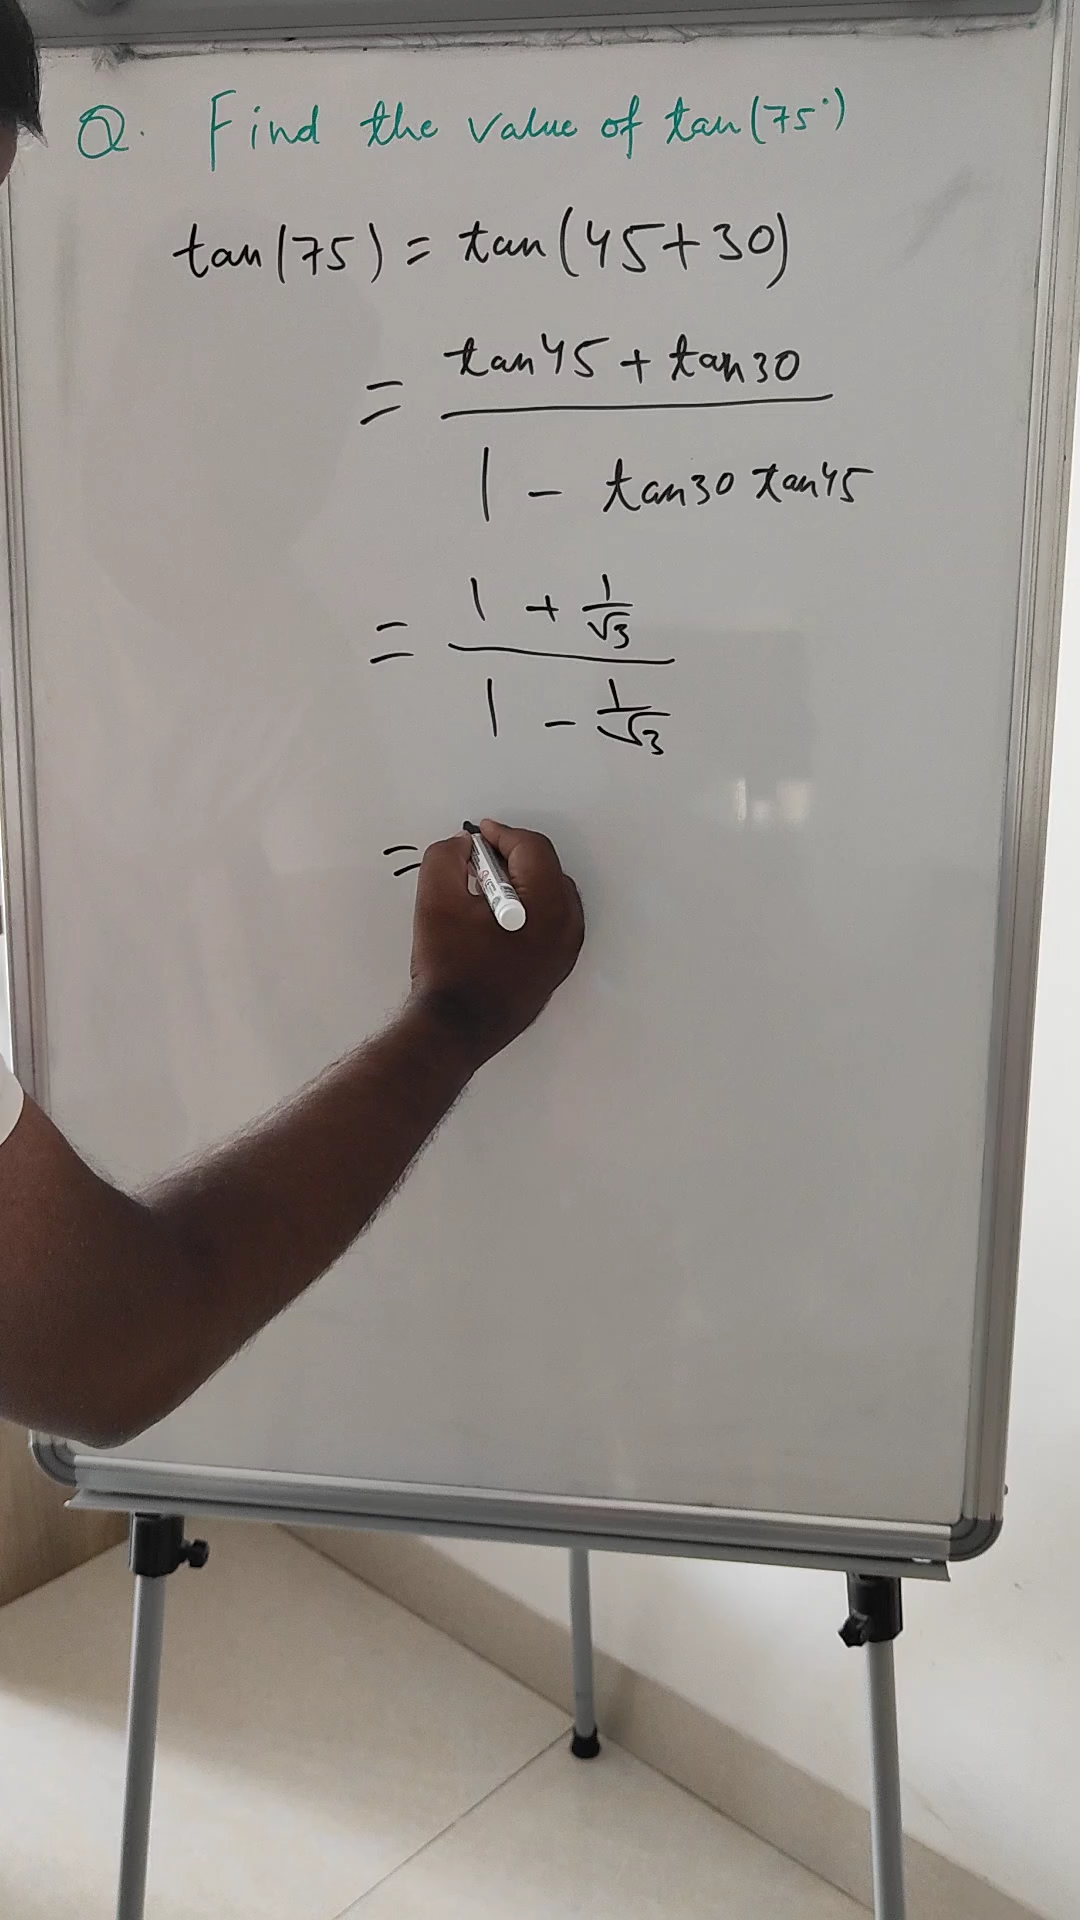 Q. Find the value of tan(75°)
tan(75) = tan(45+30)
= tan45 + tan30
1 - tan30 tan45
= 1 + 1/√3
1 - 1/√3
=